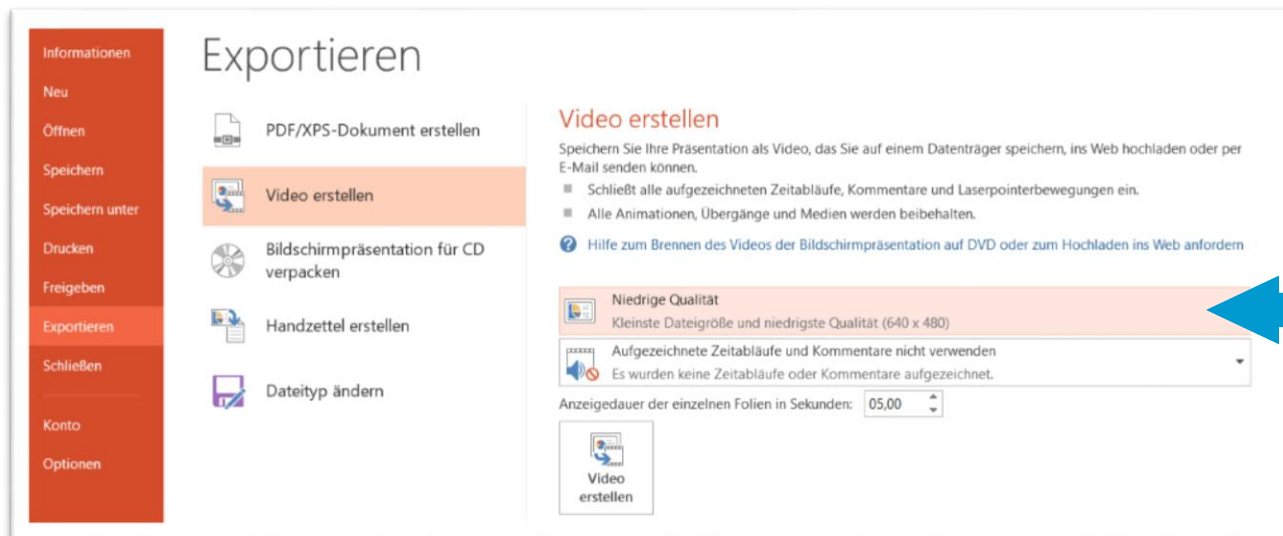 Informationen
Neu
Öffnen
Speichern
Speichern unter
Drucken
Freigeben
Exportieren
Schließen
Konto
Optionen
Exportieren
PDF/XPS-Dokument erstellen
Video erstellen
Bildschirmpräsentation für CD
verpacken
Handzettel erstellen
Dateityp ändern
Video erstellen
Speichern Sie Ihre Präsentation als Video, das Sie auf einem Datenträger speichern, ins Web hochladen oder per
E-Mail senden können.
Schließt alle aufgezeichneten Zeitabläufe, Kommentare und Laserpointerbewegungen ein.
Alle Animationen, Übergänge und Medien werden beibehalten.
Hilfe zum Brennen des Videos der Bildschirmpräsentation auf DVD oder zum Hochladen ins Web anfordern
Niedrige Qualität
Kleinste Dateigröße und niedrigste Qualität (640 x 480)
Aufgezeichnete Zeitabläufe und Kommentare nicht verwenden
Es wurden keine Zeitabläufe oder Kommentare aufgezeichnet.
Anzeigedauer der einzelnen Folien in Sekunden: 05,00
Video
erstellen